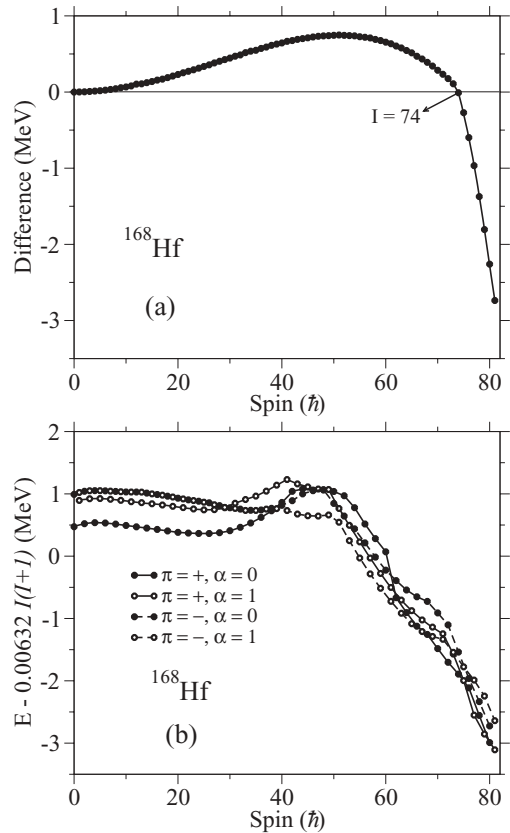 (a)
1
0
-1
-2
-3
Difference (MeV)
I = 74
¹⁶⁸Hf
0 20 40 60 80
Spin (ħ)
2
1
0
-1
-2
-3
E - 0.00632 I(I+1) (MeV)
π = +, α = 0
π = +, α = 1
π = −, α = 0
π = −, α = 1
¹⁶⁸Hf
(b)
0 20 40 60 80
Spin (ħ)